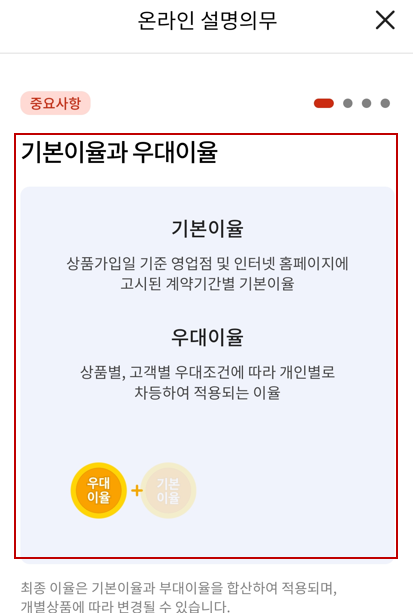 온라인 설명의무
중요사항
기본이율과 우대이율
기본이율
상품가입일 기준 영업점 및 인터넷 홈페이지에
고시된 계약기간별 기본이율
우대이율
상품별, 고객별 우대조건에 따라 개인별로
차등하여 적용되는 이율
우대
이율
+
기본
이율
최종 이율은 기본이율과 부대이율을 합산하여 적용되며,
개별상품에 따라 변경될 수 있습니다.